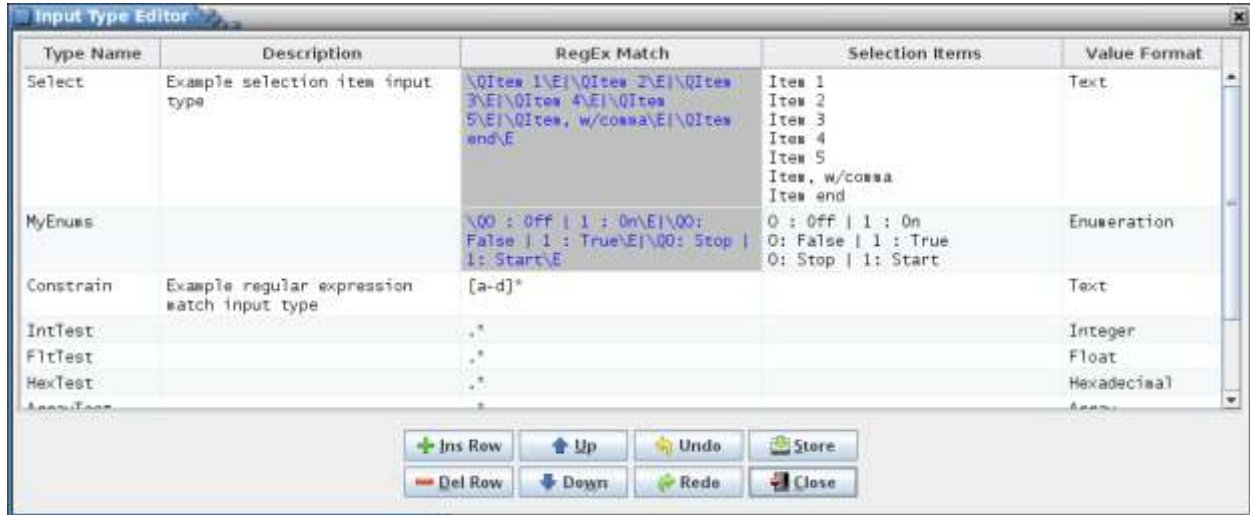 Input Type Editor
Type Name Description RegEx Match Selection Items Value Format
Select Example selection item input \QItem 1\E|\QItem 2\E|\QItem Item 1 Text
type 3\E|\QItem 4\E|\QItem Item 2
5\E|\QItem, w/comma\E|\QItem Item 3
end\E Item 4
Item 5
Item, w/comma
Item end
MyEnums \Q0 : Off | 1 : On\E|\Q0: 0 : Off | 1 : On Enumeration
False | 1 : True\E|\Q0: Stop | 0: False | 1 : True
1: Start\E 0: Stop | 1: Start
Constrain Example regular expression [a-d]* Text
match input type
IntTest .* Integer
FltTest .* Float
HexTest .* Hexadecimal
ArrayTest .* Array
Ins Row Up Undo Store
Del Row Down Redo Close